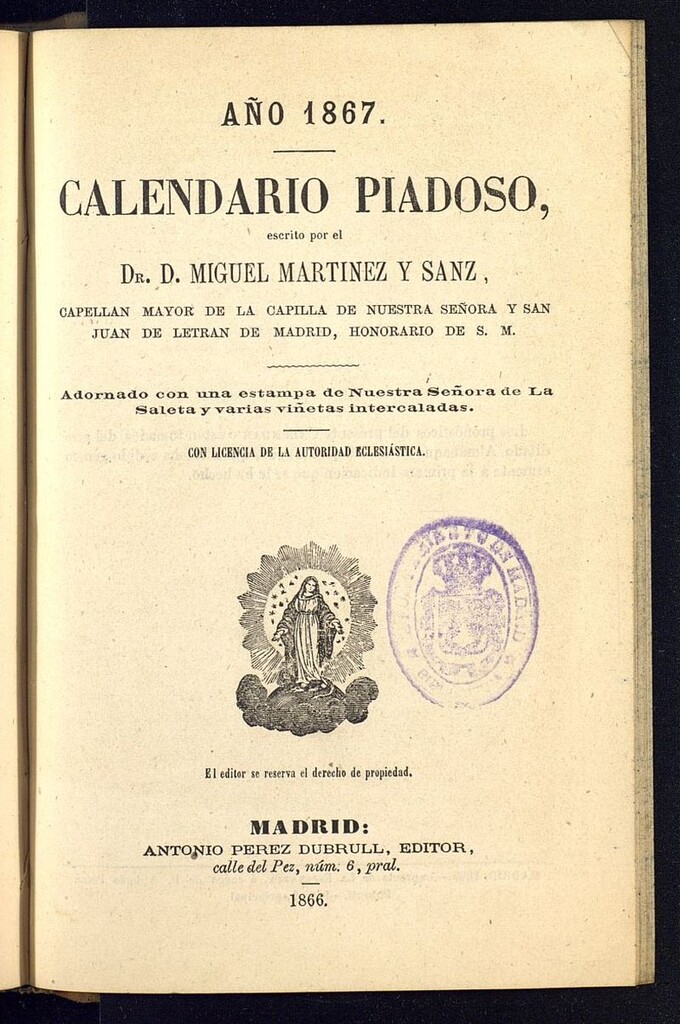 AÑO 1867.
CALENDARIO PIADOSO,
escrito por el
DR. D. MIGUEL MARTINEZ Y SANZ,
CAPELLAN MAYOR DE LA CAPILLA DE NUESTRA SEÑORA Y SAN
JUAN DE LETRAN DE MADRID, HONORARIO DE S. M.
Adornado con una estampa de Nuestra Señora de La
Saleta y varias viñetas intercaladas.
CON LICENCIA DE LA AUTORIDAD ECLESIÁSTICA.
DE MADRID
El editor se reserva el derecho de propiedad.
MADRID:
ANTONIO PEREZ DUBRULL, EDITOR,
calle del Pez, núm. 6, pral.
1866.